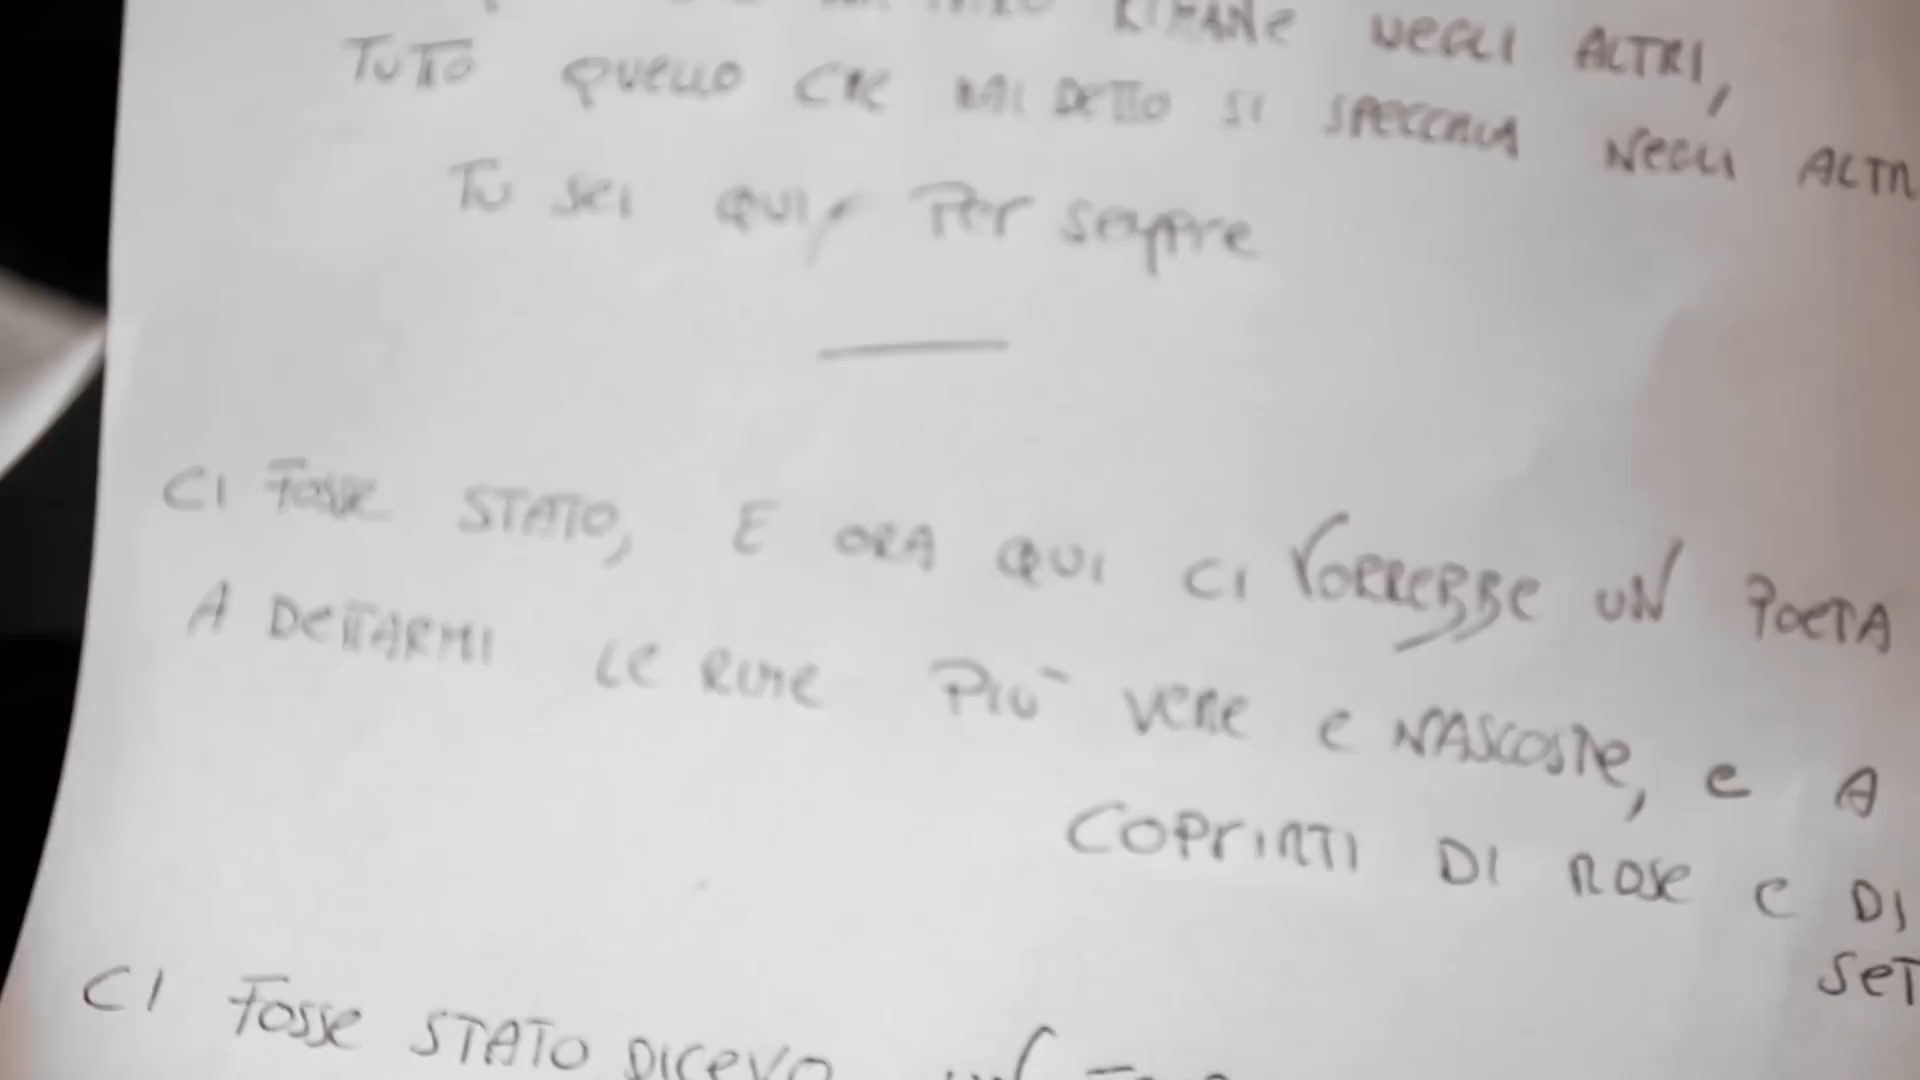 RIMANE NEGLI ALTRI,
TUTTO QUELLO CHE HAI DETTO SI SPECCHIA NEGLI ALTRI
TU SEI QUI, PER SEMPRE
CI FOSSE STATO, E ORA QUI CI VORREBBE UN POETA
A DETTARMI LE RIME PIÙ VERE E NASCOSTE, E A
COPRIRTI DI ROSE E DI
SET
CI FOSSE STATO DICEVO